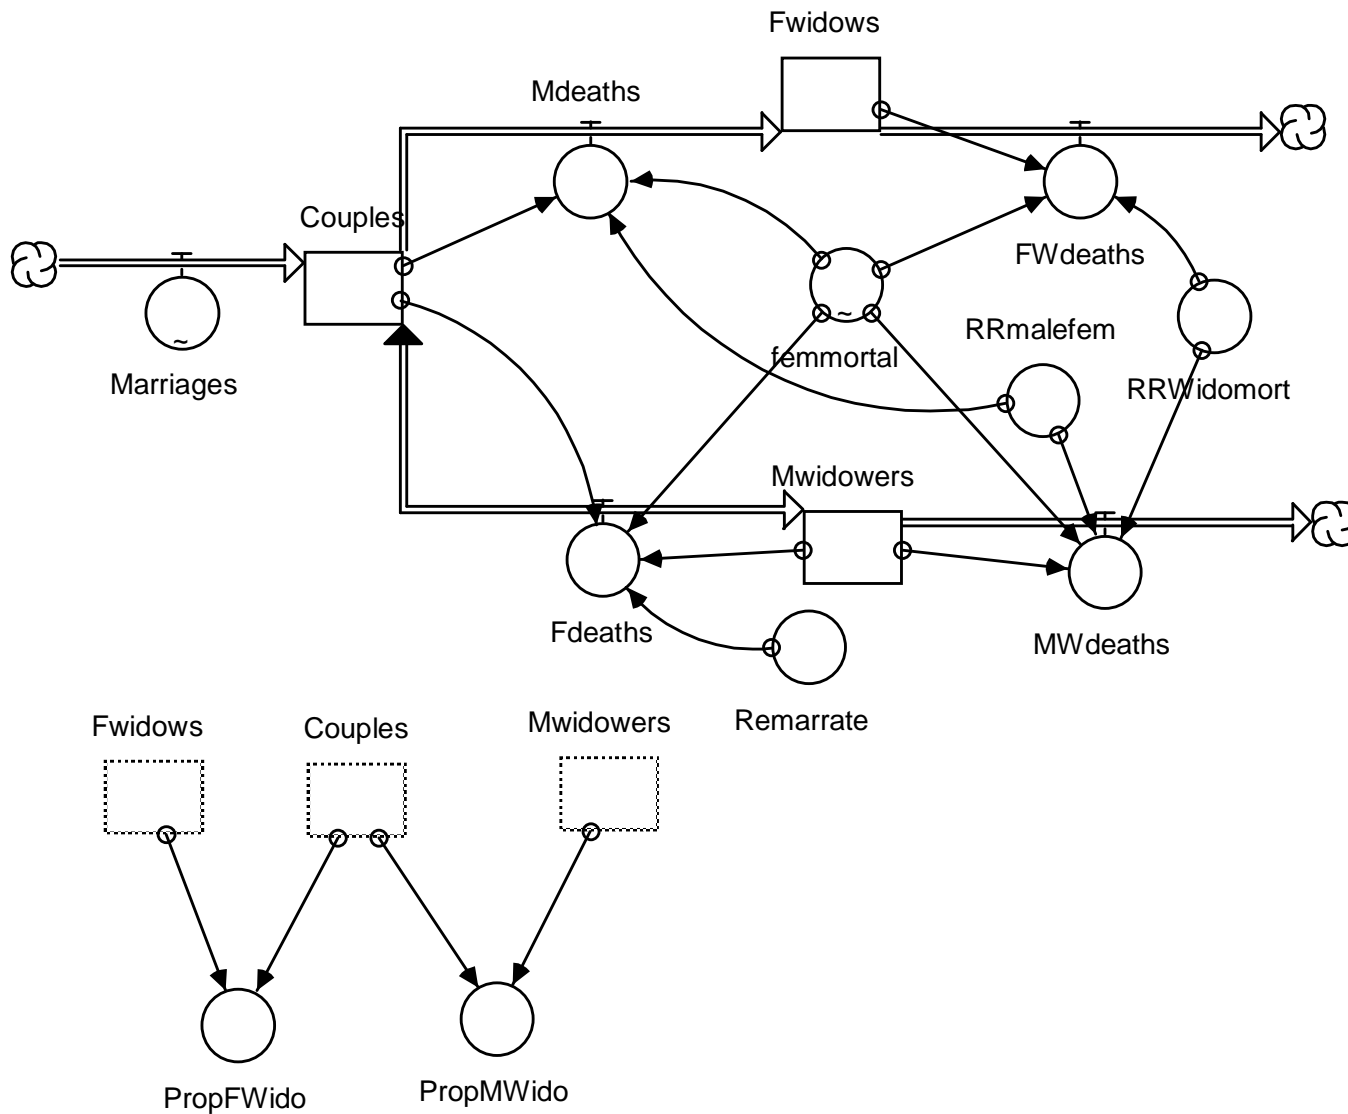 Fwidows
Mdeaths
Couples
FWdeaths
RRmalefem
femmortal
Marriages
RRWidomort
Mwidowers
Fdeaths
MWdeaths
Remarrate
Fwidows
Couples
Mwidowers
PropFWido
PropMWido
~
~